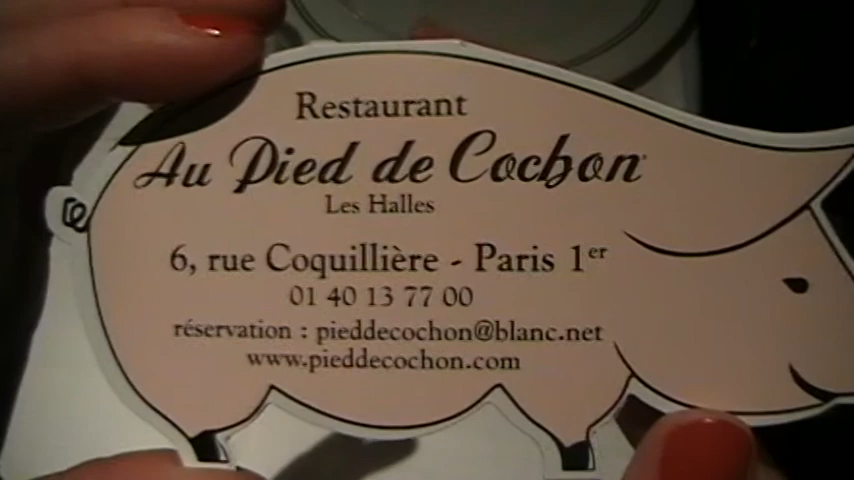 Restaurant
Au Pied de Cochon
Les Halles
6, rue Coquillière - Paris 1er
01 40 13 77 00
réservation : pieddecochon@blanc.net
www.pieddecochon.com